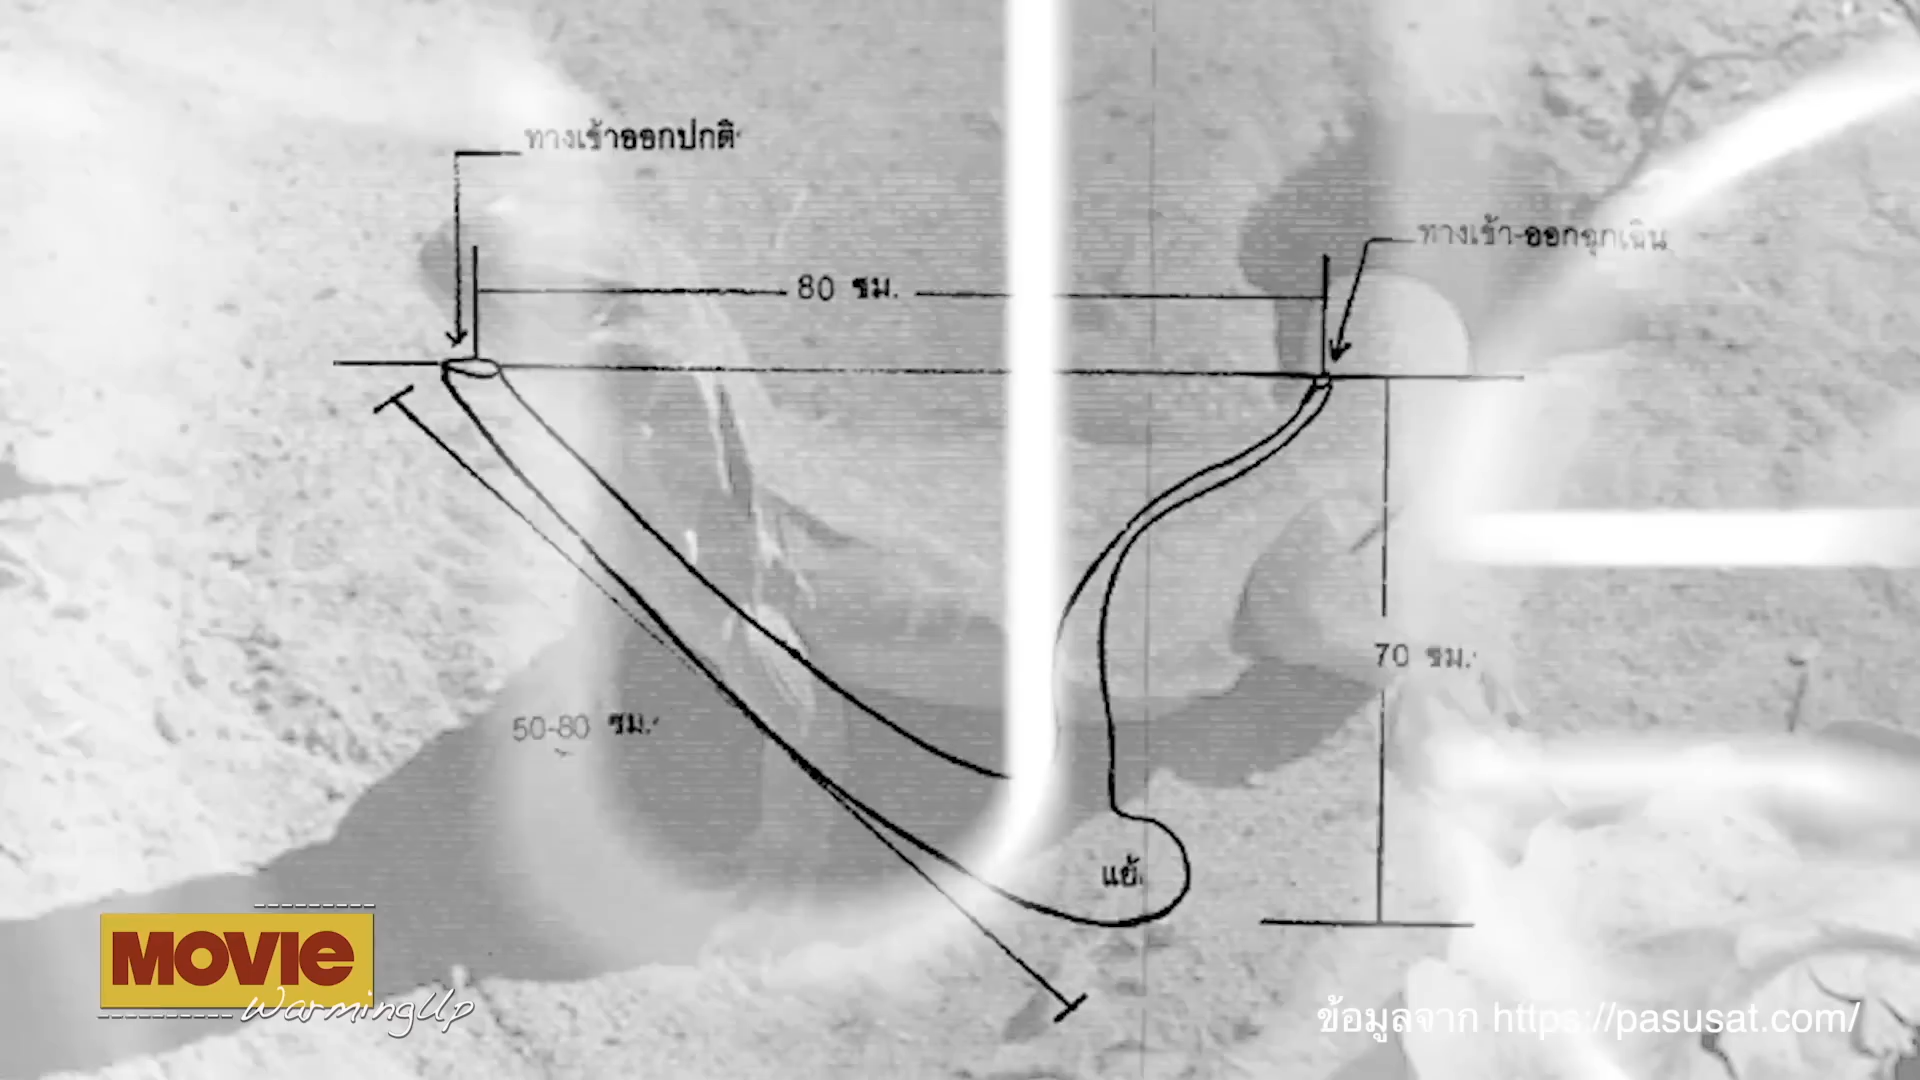 ทางเข้าออกปกติ
ทางเข้า-ออกฉุกเฉิน
80 ซม.
70 ซม.
50-80 ซม.
แย้
MOVIE
WarmingUp
ข้อมูลจาก https://pasusat.com/